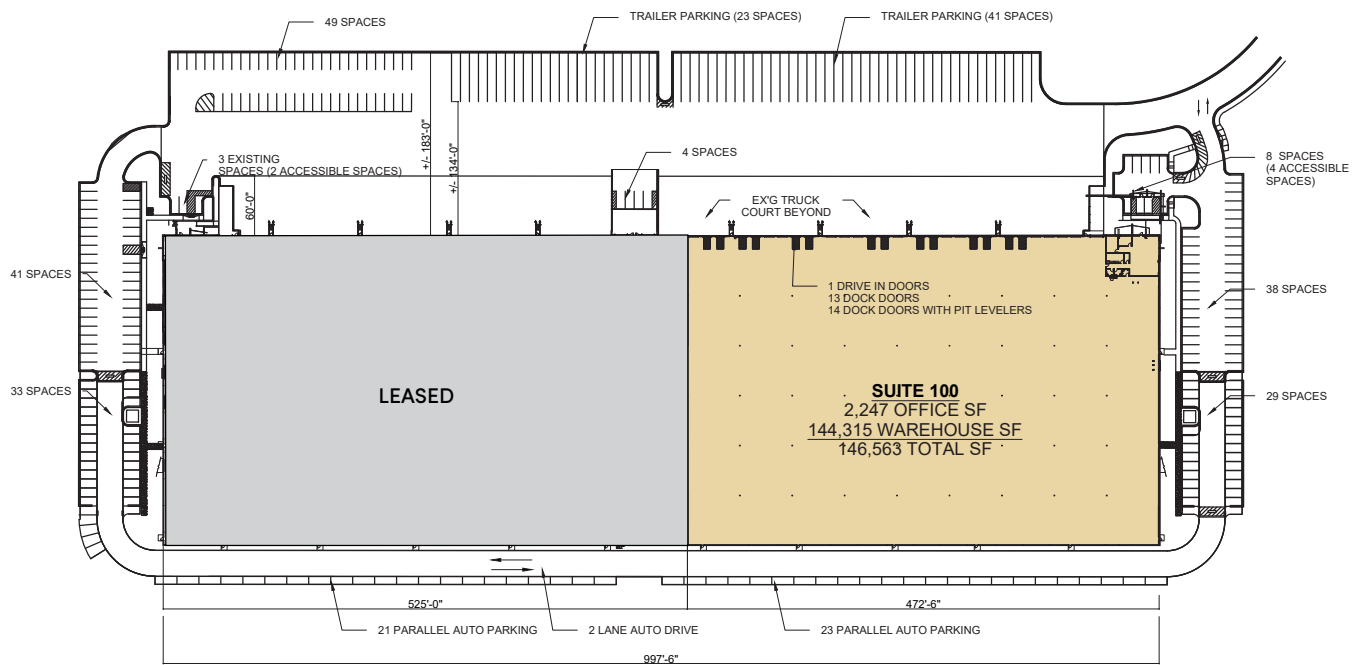 49 SPACES
TRAILER PARKING (23 SPACES)
TRAILER PARKING (41 SPACES)
3 EXISTING
SPACES (2 ACCESSIBLE SPACES)
+/- 183'-0"
+/- 134'-0"
60'-0"
4 SPACES
EX'G TRUCK
COURT BEYOND
8 SPACES
(4 ACCESSIBLE
SPACES)
41 SPACES
1 DRIVE IN DOORS
13 DOCK DOORS
14 DOCK DOORS WITH PIT LEVELERS
38 SPACES
33 SPACES
LEASED
SUITE 100
2,247 OFFICE SF
144,315 WAREHOUSE SF
146,563 TOTAL SF
29 SPACES
525'-0"
472'-6"
21 PARALLEL AUTO PARKING
2 LANE AUTO DRIVE
23 PARALLEL AUTO PARKING
997'-6"